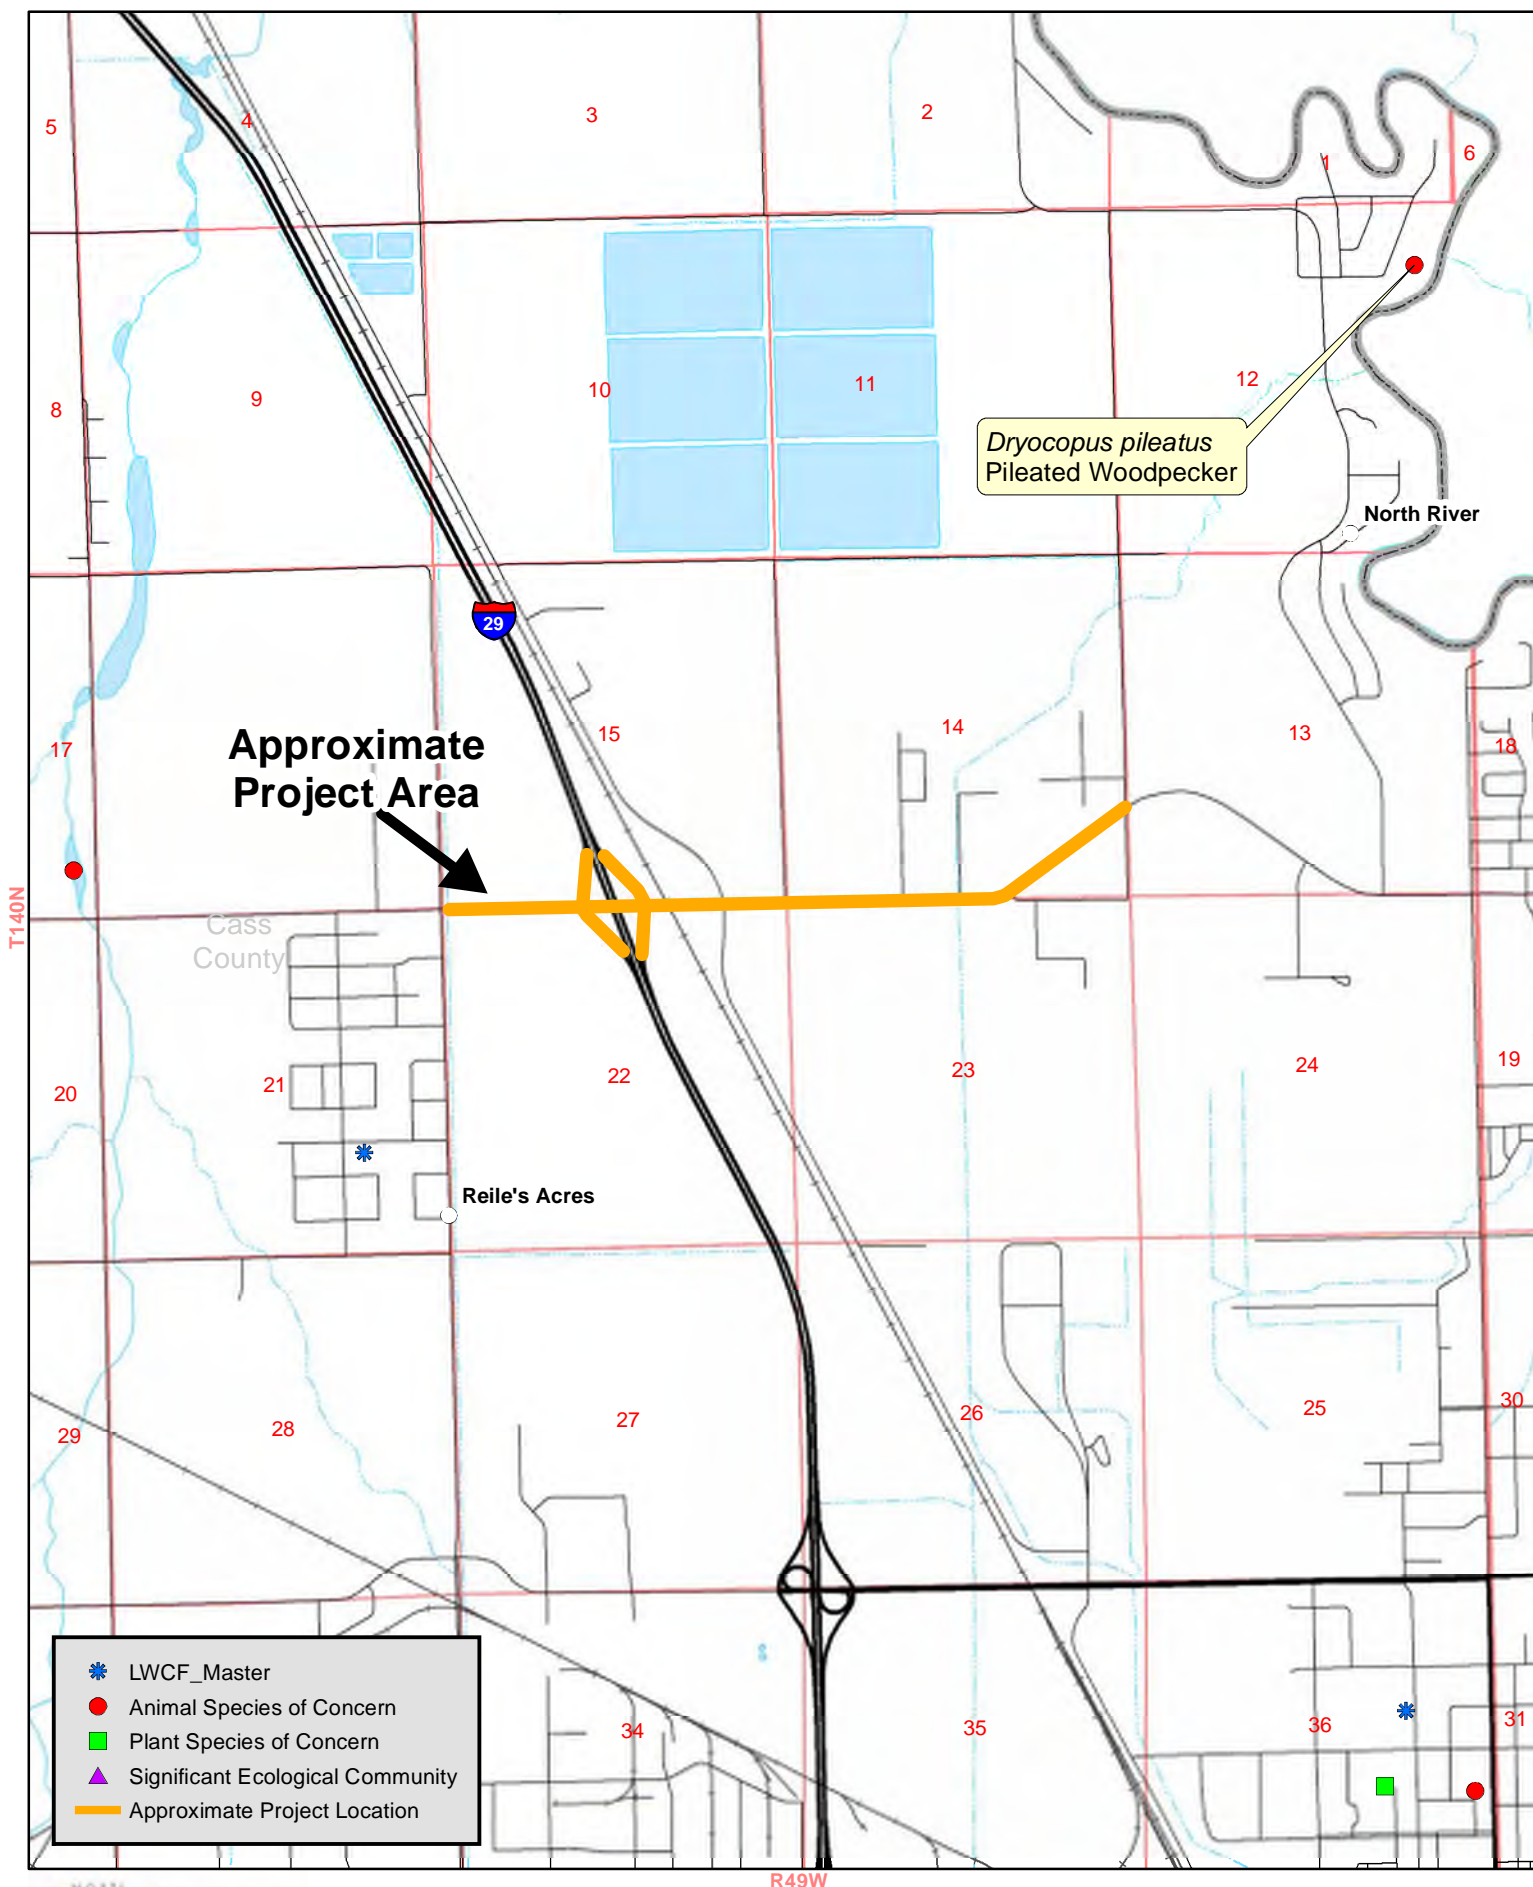 5
4
3
2
1
6
8
9
10
11
12
Dryocopus pileatus
Pileated Woodpecker
North River
29
17
Approximate
Project Area
15
14
13
18
T140N
Cass
County
20
21
22
23
24
19
Reile's Acres
29
28
27
26
25
30
LWCF_Master
Animal Species of Concern
Plant Species of Concern
Significant Ecological Community
Approximate Project Location
34
35
36
31
R49W